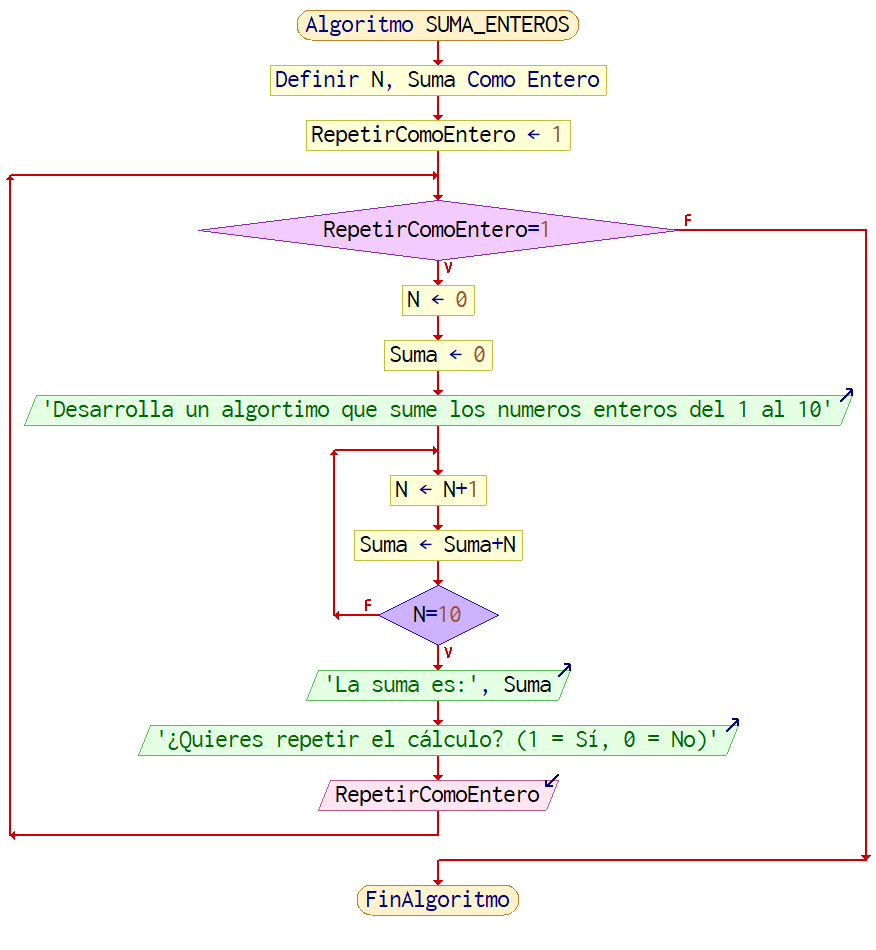 Algoritmo SUMA_ENTEROS
Definir N, Suma Como Entero
RepetirComoEntero ← 1
RepetirComoEntero=1
F
V
N ← 0
Suma ← 0
'Desarrolla un algortimo que sume los numeros enteros del 1 al 10'
N ← N+1
Suma ← Suma+N
F
N=10
V
'La suma es:', Suma
'¿Quieres repetir el cálculo? (1 = Sí, 0 = No)'
RepetirComoEntero
FinAlgoritmo